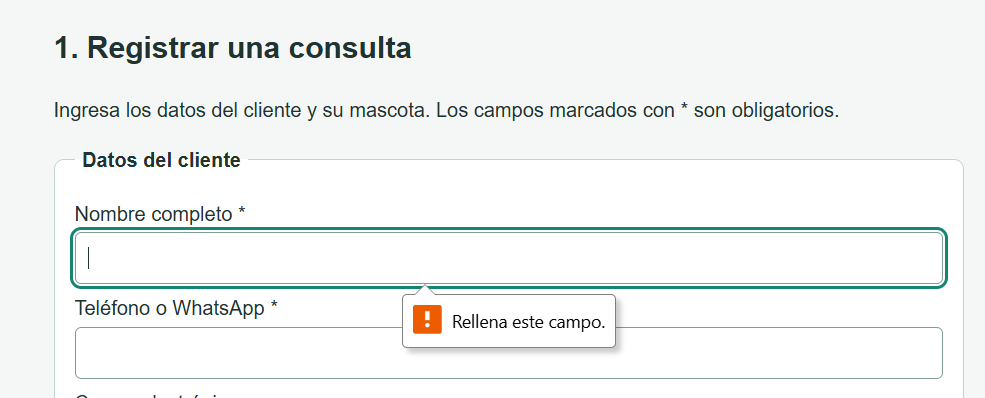 1. Registrar una consulta
Ingresa los datos del cliente y su mascota. Los campos marcados con * son obligatorios.
Datos del cliente
Nombre completo *
Rellena este campo.
Teléfono o WhatsApp *